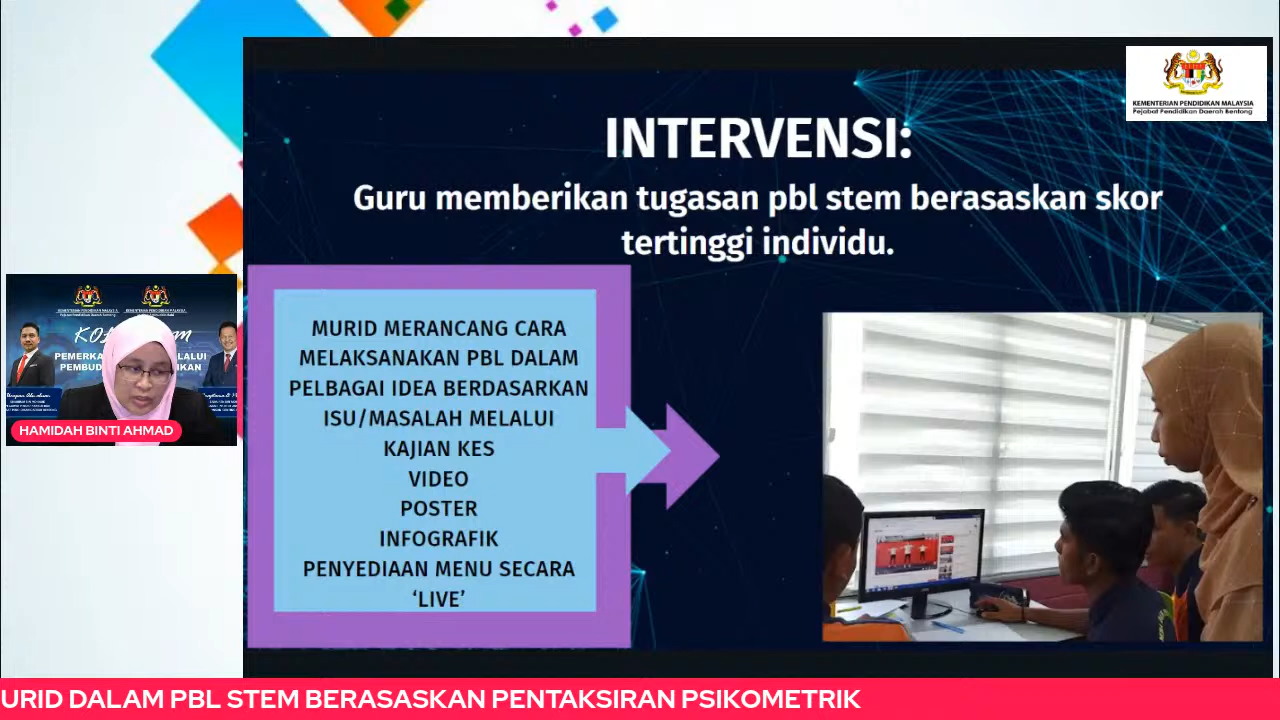 KEMENTERIAN PENDIDIKAN MALAYSIA
Pejabat Pendidikan Daerah Bentong
INTERVENSI:
Guru memberikan tugasan pbl stem berasaskan skor
tertinggi individu.
MURID MERANCANG CARA
MELAKSANAKAN PBL DALAM
PELBAGAI IDEA BERDASARKAN
ISU/MASALAH MELALUI
KAJIAN KES
VIDEO
POSTER
INFOGRAFIK
PENYEDIAAN MENU SECARA
‘LIVE’
HAMIDAH BINTI AHMAD
URID DALAM PBL STEM BERASASKAN PENTAKSIRAN PSIKOMETRIK